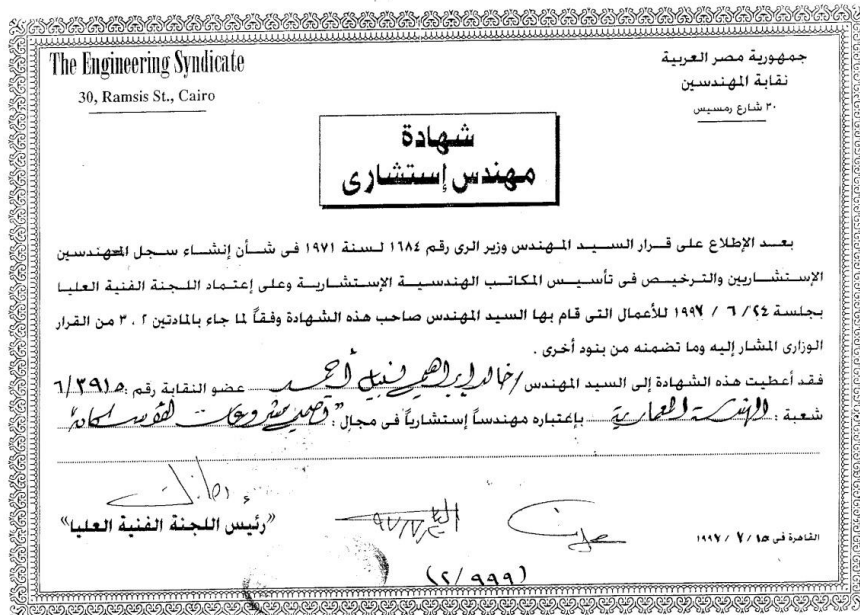 The Engineering Syndicate
30, Ramsis St., Cairo
جمهورية مصر العربية
نقابة المهندسين
٣٠ شارع رمسيس
شهادة
مهندس إستشارى
بعد الإطلاع على قرار السيد المهندس وزير الرى رقم ١٦٨٤ لسنة ١٩٧١ فى شأن إنشاء سجل المهندسين
الإستشاريين والترخيص فى تأسيس المكاتب الهندسية الإستشارية وعلى إعتماد اللجنة الفنية العليا
بجلسة ٢٤ / ٦ / ١٩٩٧ للأعمال التى قام بها السيد المهندس صاحب هذه الشهادة وفقاً لما جاء بالمادتين ٢ ، ٣ من القرار
الوزارى المشار إليه وما تضمنه من بنود أخرى .
فقد أعطيت هذه الشهادة إلى السيد المهندس / خالد إبراهيم نبيل أحمد عضو النقابة رقم : ٦/٣٩١٥
شعبة : الهندسة المعمارية بإعتباره مهندساً إستشارياً فى مجال : "تصميم مشروعات
"رئيس اللجنة الفنية العليا"
القاهرة فى ١٥ / ٧ / ١٩٩٧
(٢/٩٩٩)